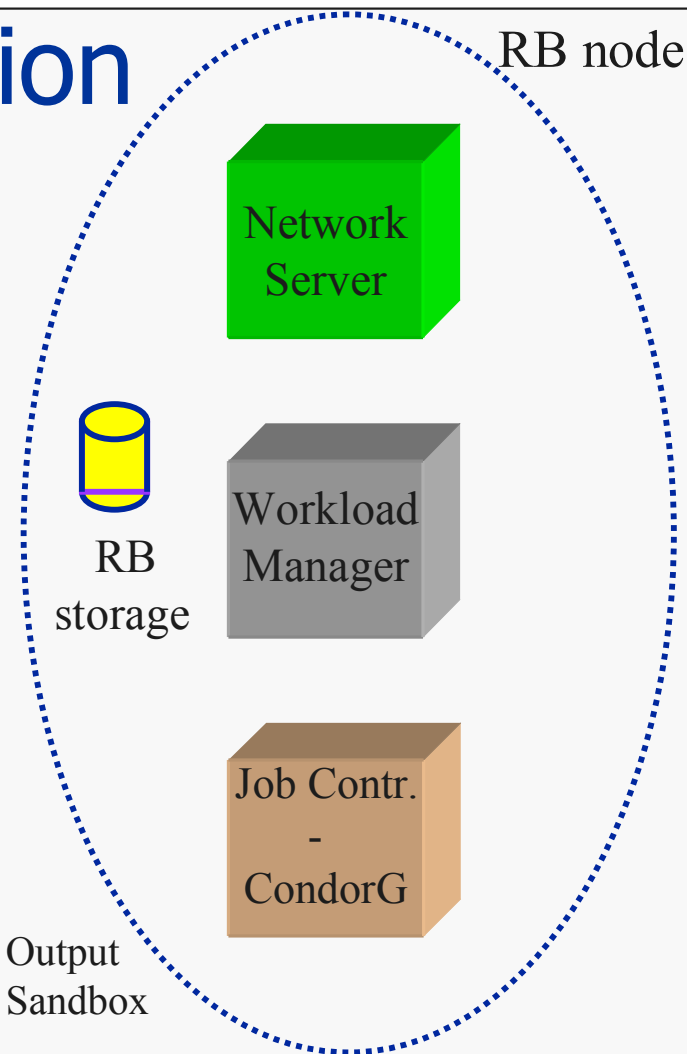 ion
RB node
Network
Server
Workload
Manager
RB
storage
Job Contr.
-
CondorG
Output
Sandbox